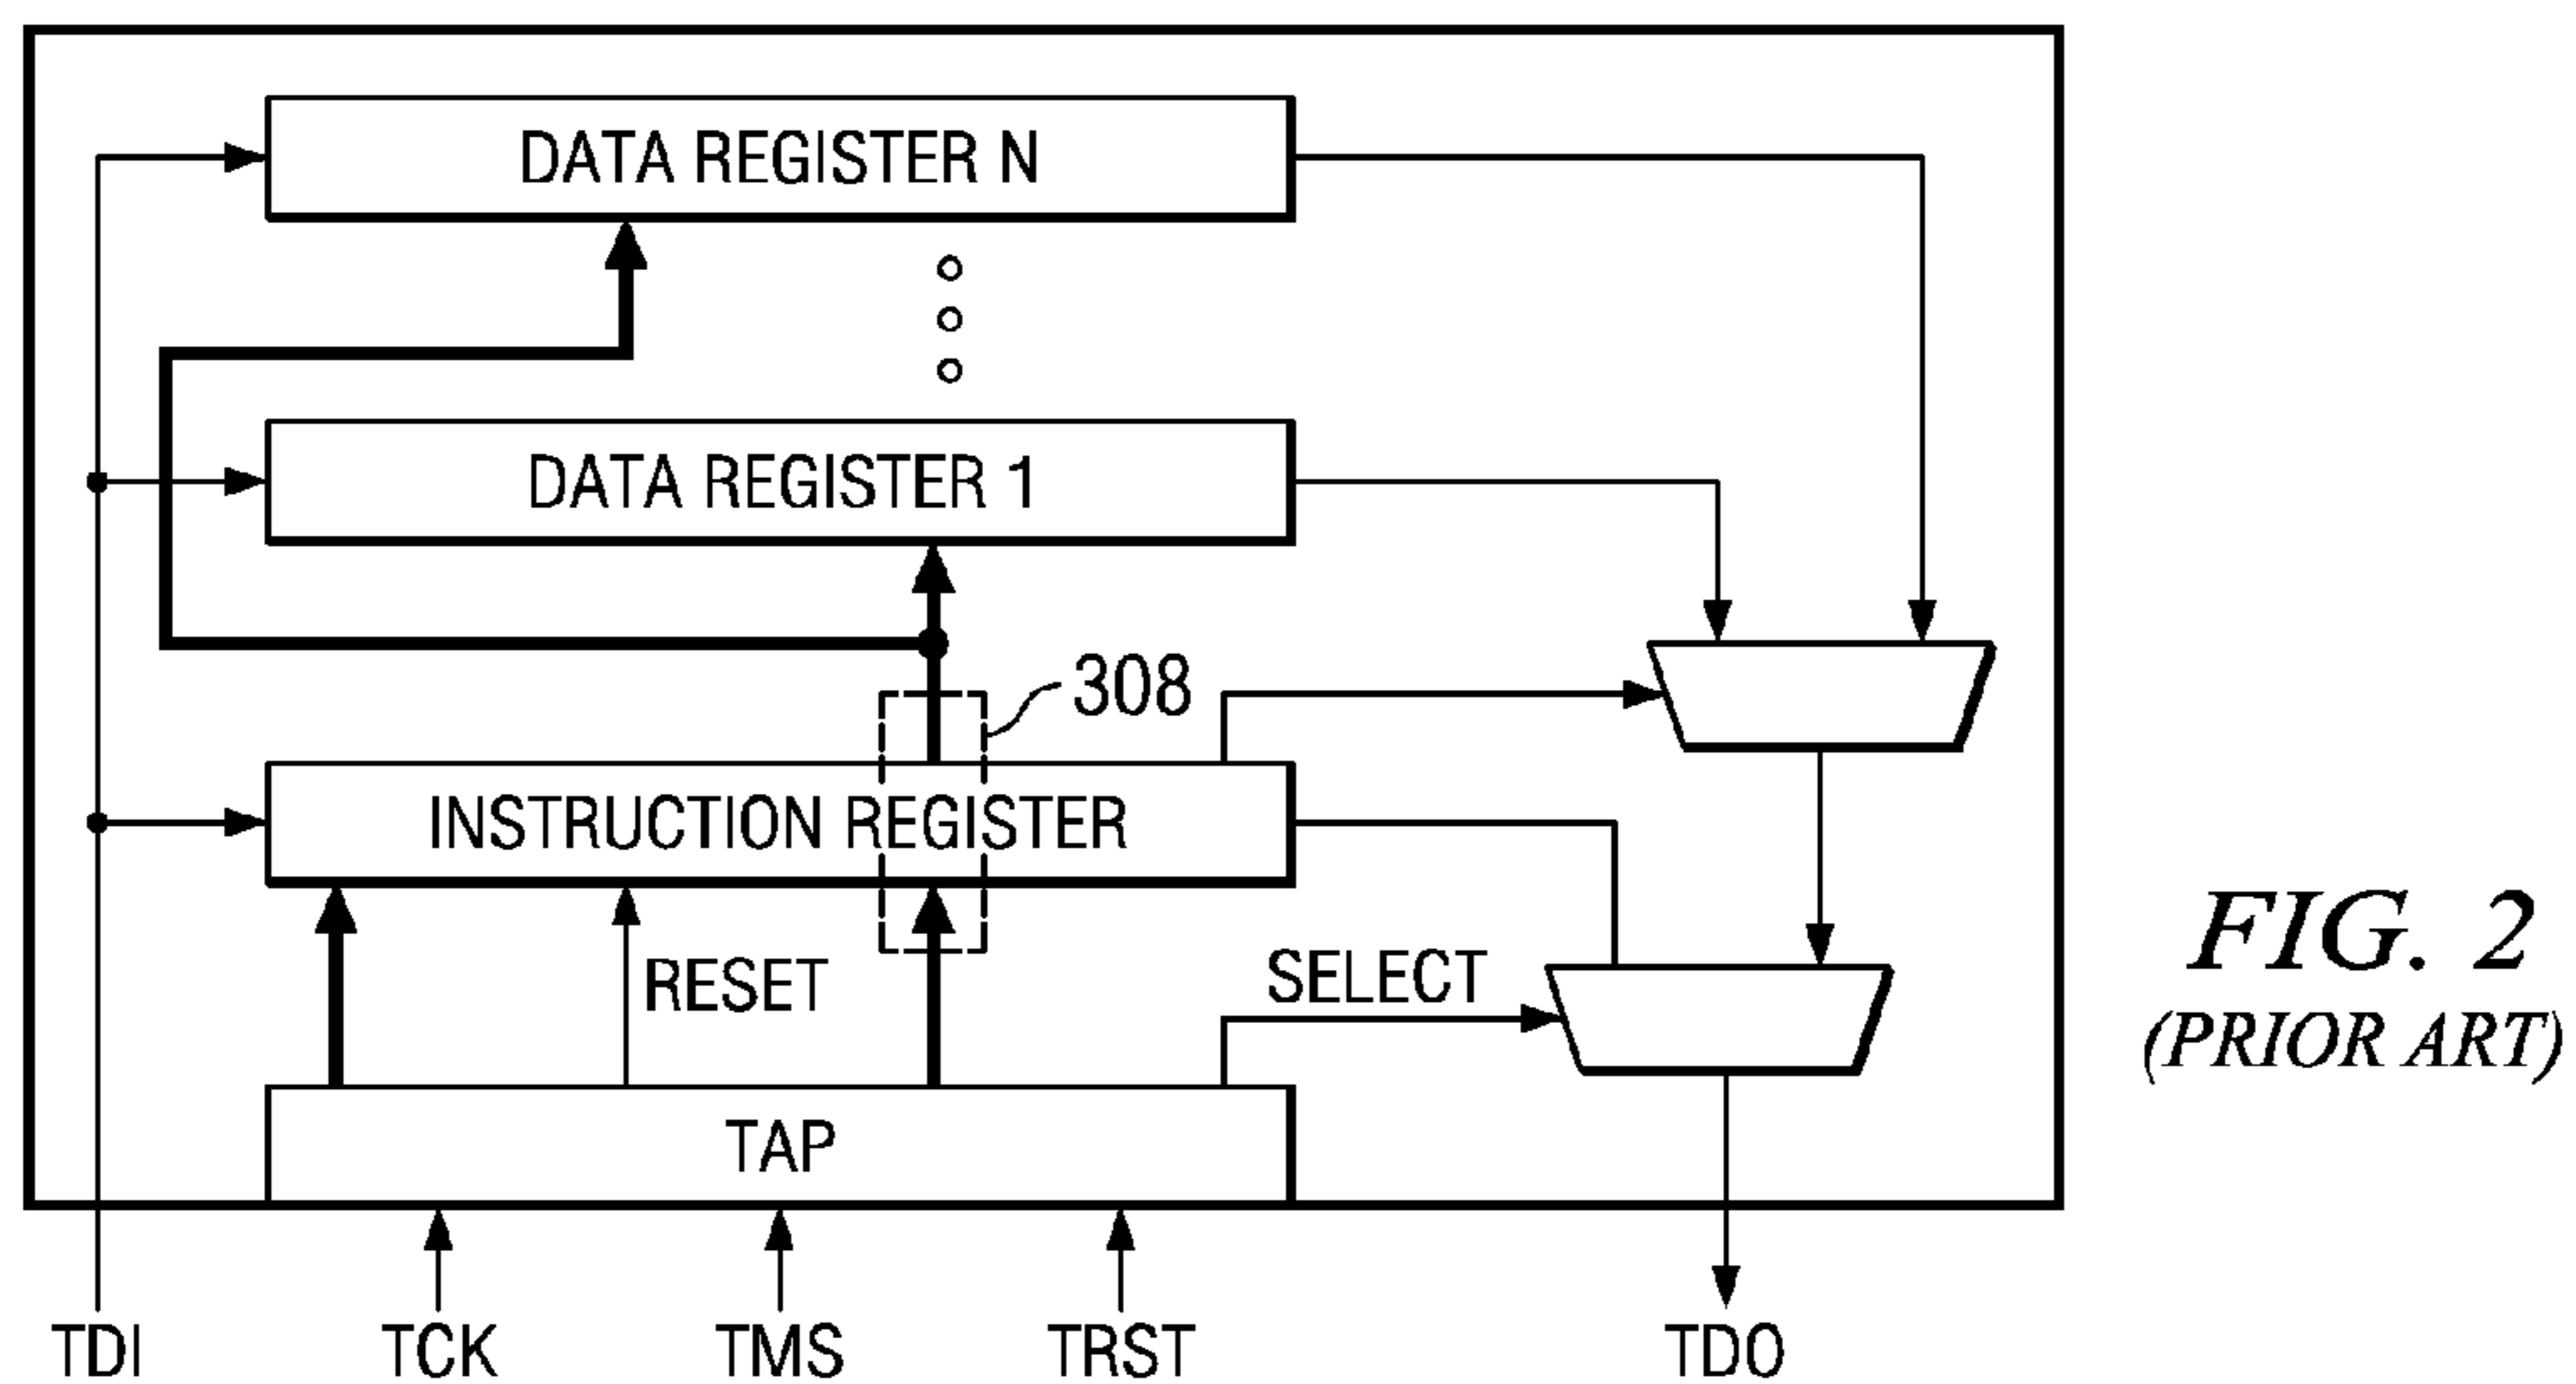 DATA REGISTER N
DATA REGISTER 1
308
INSTRUCTION REGISTER
RESET
SELECT
TAP
TDI
TCK
TMS
TRST
TDO
FIG. 2
(PRIOR ART)